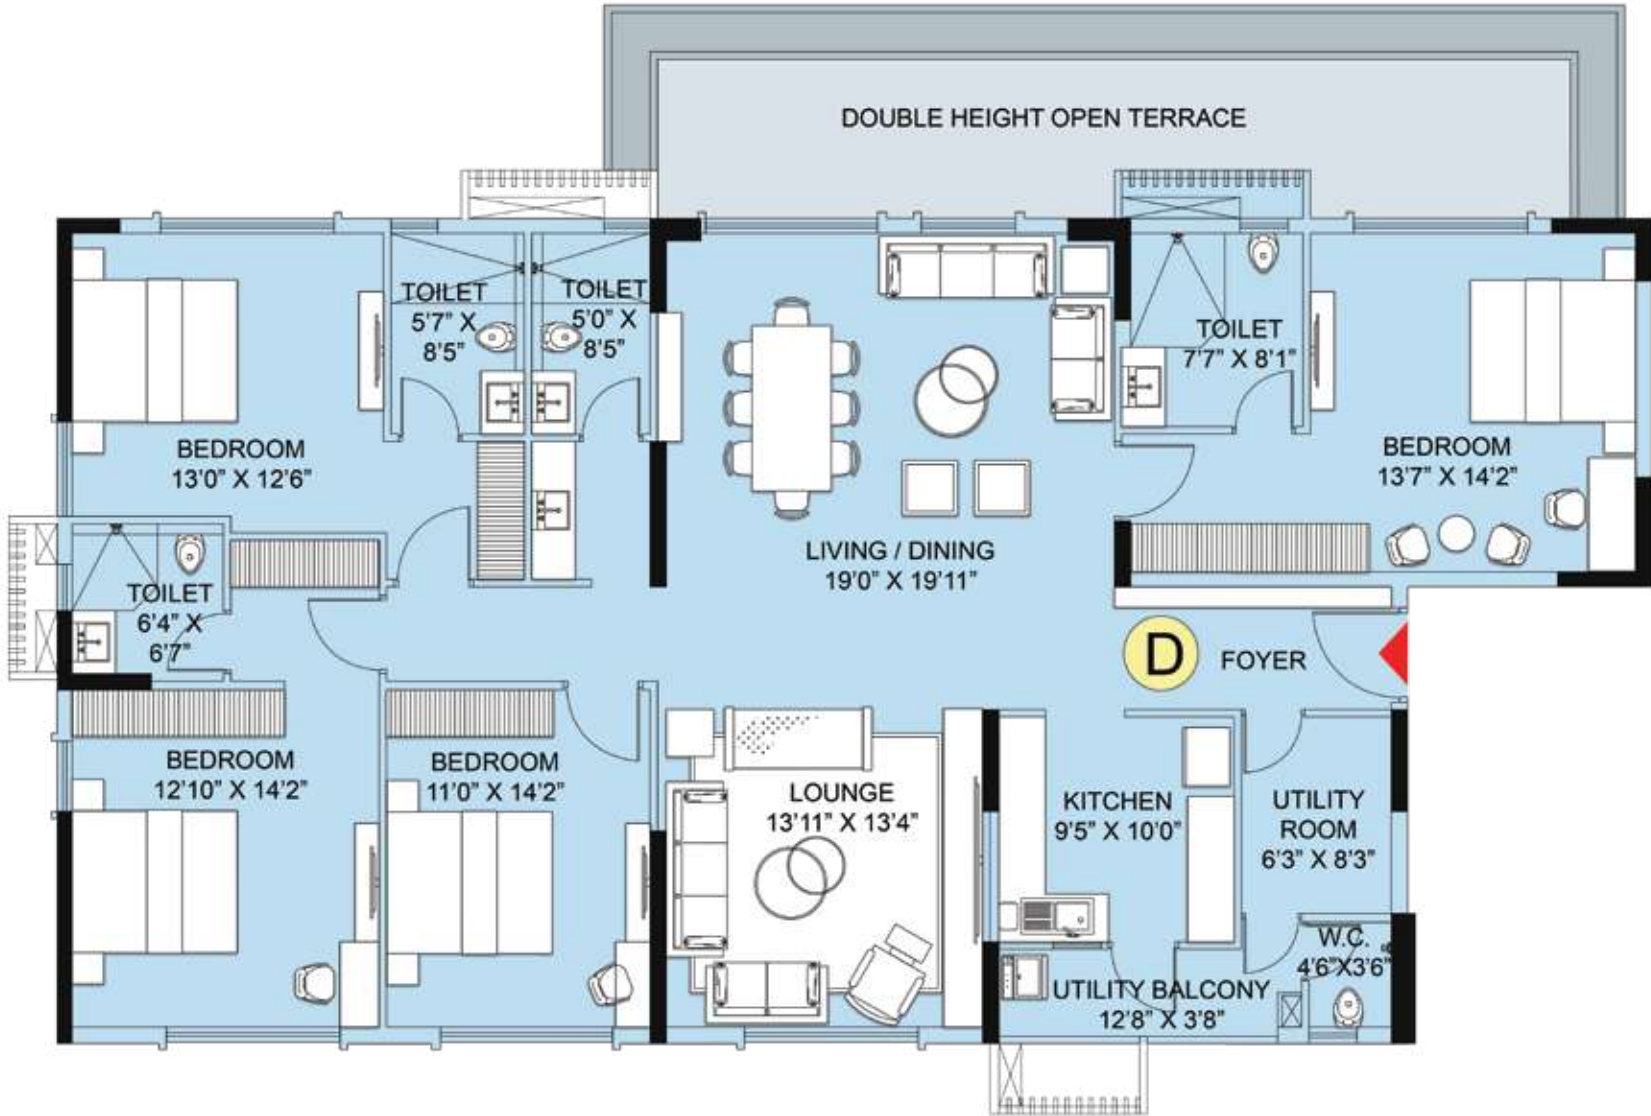 DOUBLE HEIGHT OPEN TERRACE
TOILET
5'7" X
8'5"
TOILET
5'0" X
8'5"
TOILET
7'7" X 8'1"
BEDROOM
13'0" X 12'6"
BEDROOM
13'7" X 14'2"
LIVING / DINING
19'0" X 19'11"
TOILET
6'4" X
6'7"
D
FOYER
BEDROOM
12'10" X 14'2"
BEDROOM
11'0" X 14'2"
LOUNGE
13'11" X 13'4"
KITCHEN
9'5" X 10'0"
UTILITY
ROOM
6'3" X 8'3"
W.C.
4'6"X3'6"
UTILITY BALCONY
12'8" X 3'8"